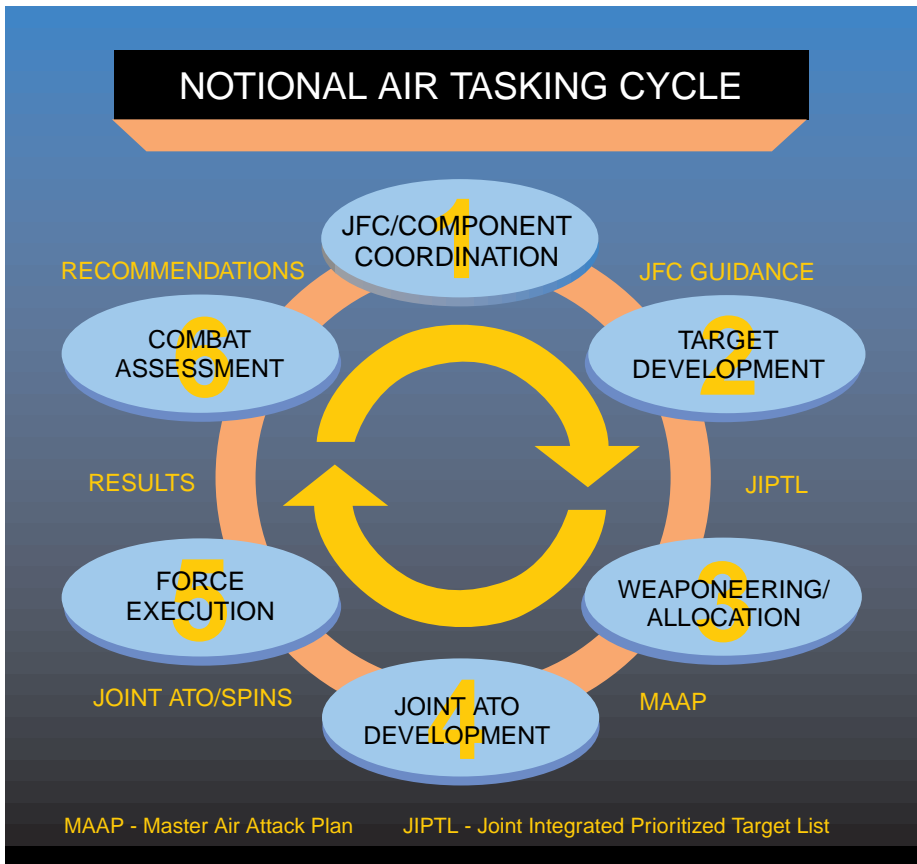 NOTIONAL AIR TASKING CYCLE
1
JFC/COMPONENT
COORDINATION
JFC GUIDANCE
2
TARGET
DEVELOPMENT
JIPTL
3
WEAPONEERING/
ALLOCATION
MAAP
4
JOINT ATO
DEVELOPMENT
JOINT ATO/SPINS
5
FORCE
EXECUTION
RESULTS
6
COMBAT
ASSESSMENT
RECOMMENDATIONS
MAAP - Master Air Attack Plan
JIPTL - Joint Integrated Prioritized Target List